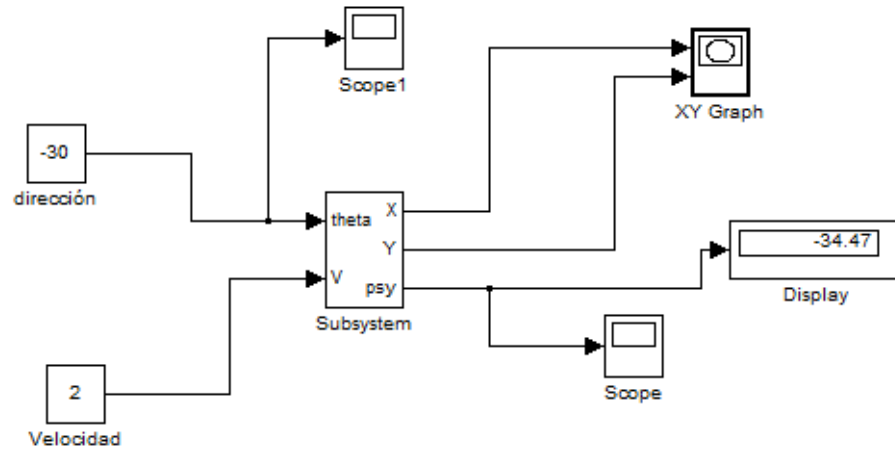 Scope1
XY Graph
-30
dirección
theta
X
Y
V
psy
Subsystem
-34.47
Display
Scope
2
Velocidad